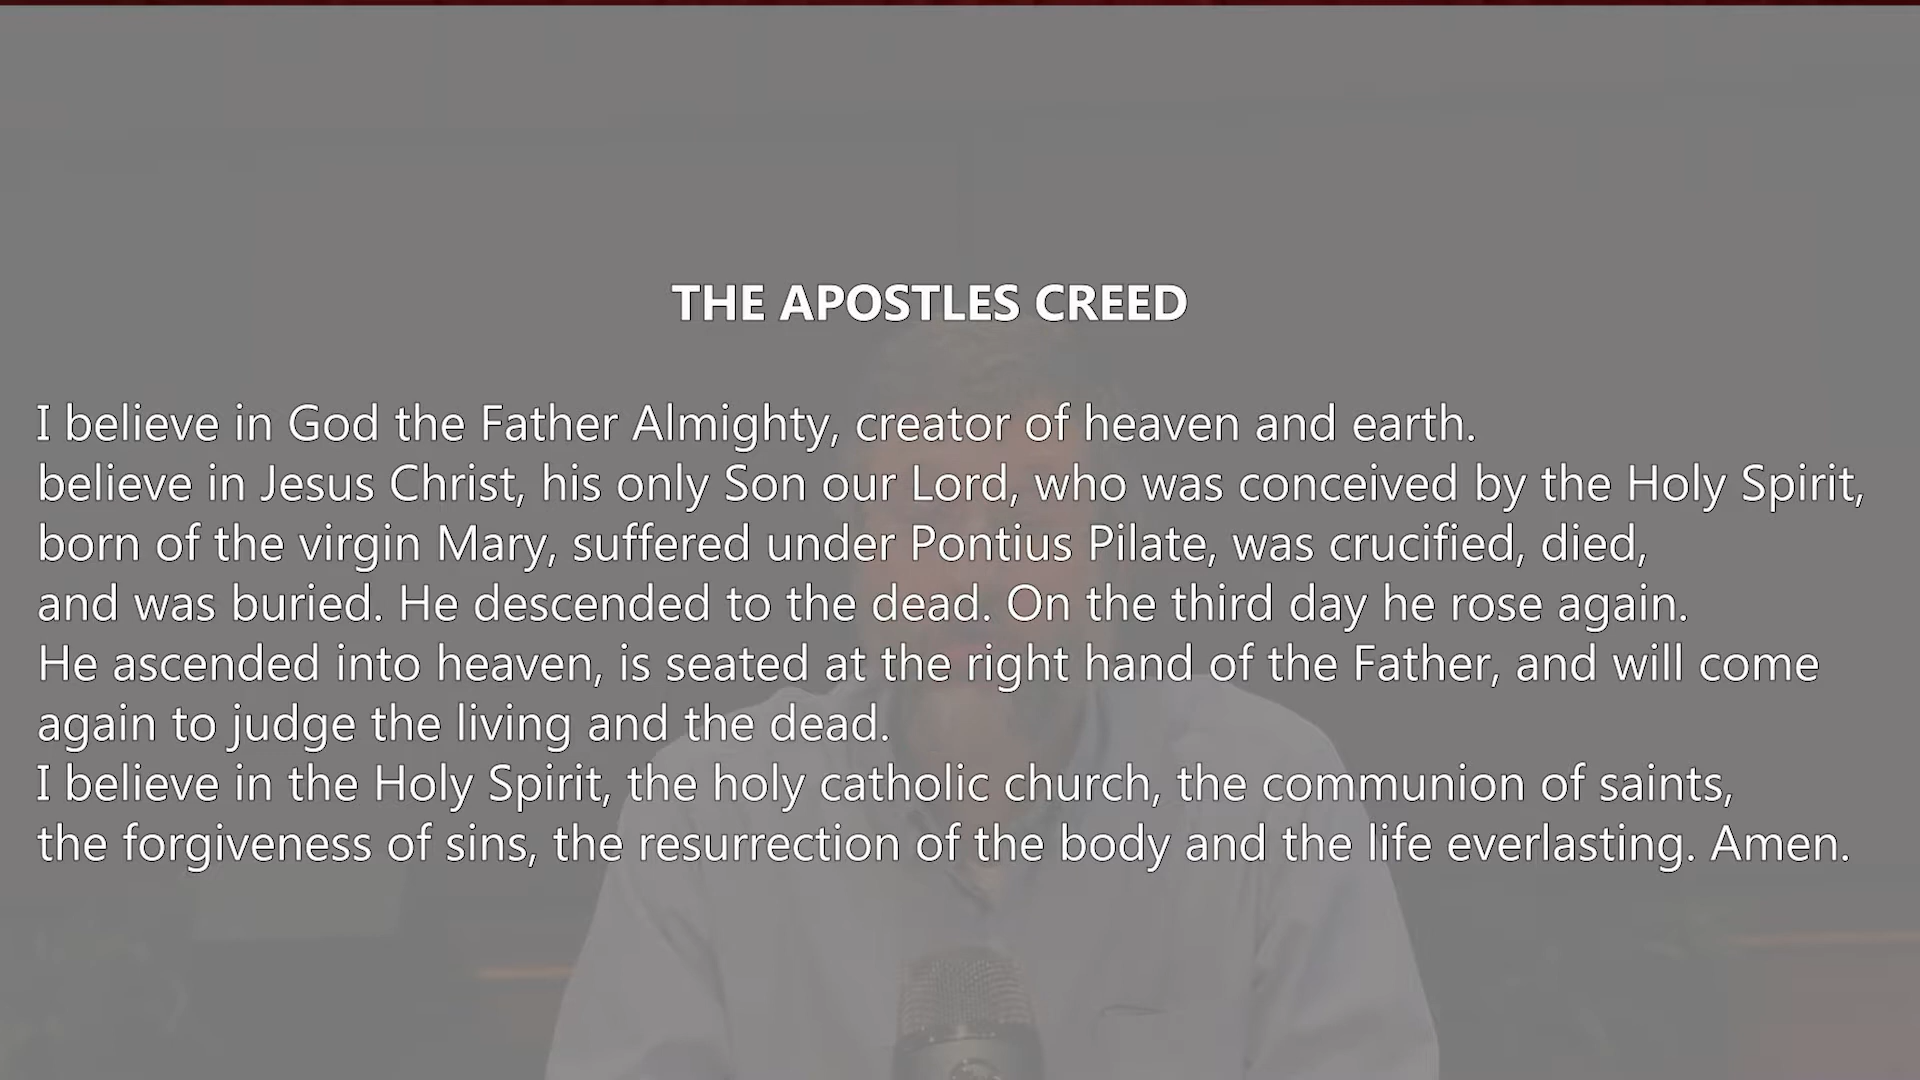 THE APOSTLES CREED
I believe in God the Father Almighty, creator of heaven and earth.
believe in Jesus Christ, his only Son our Lord, who was conceived by the Holy Spirit,
born of the virgin Mary, suffered under Pontius Pilate, was crucified, died,
and was buried. He descended to the dead. On the third day he rose again.
He ascended into heaven, is seated at the right hand of the Father, and will come
again to judge the living and the dead.
I believe in the Holy Spirit, the holy catholic church, the communion of saints,
the forgiveness of sins, the resurrection of the body and the life everlasting. Amen.